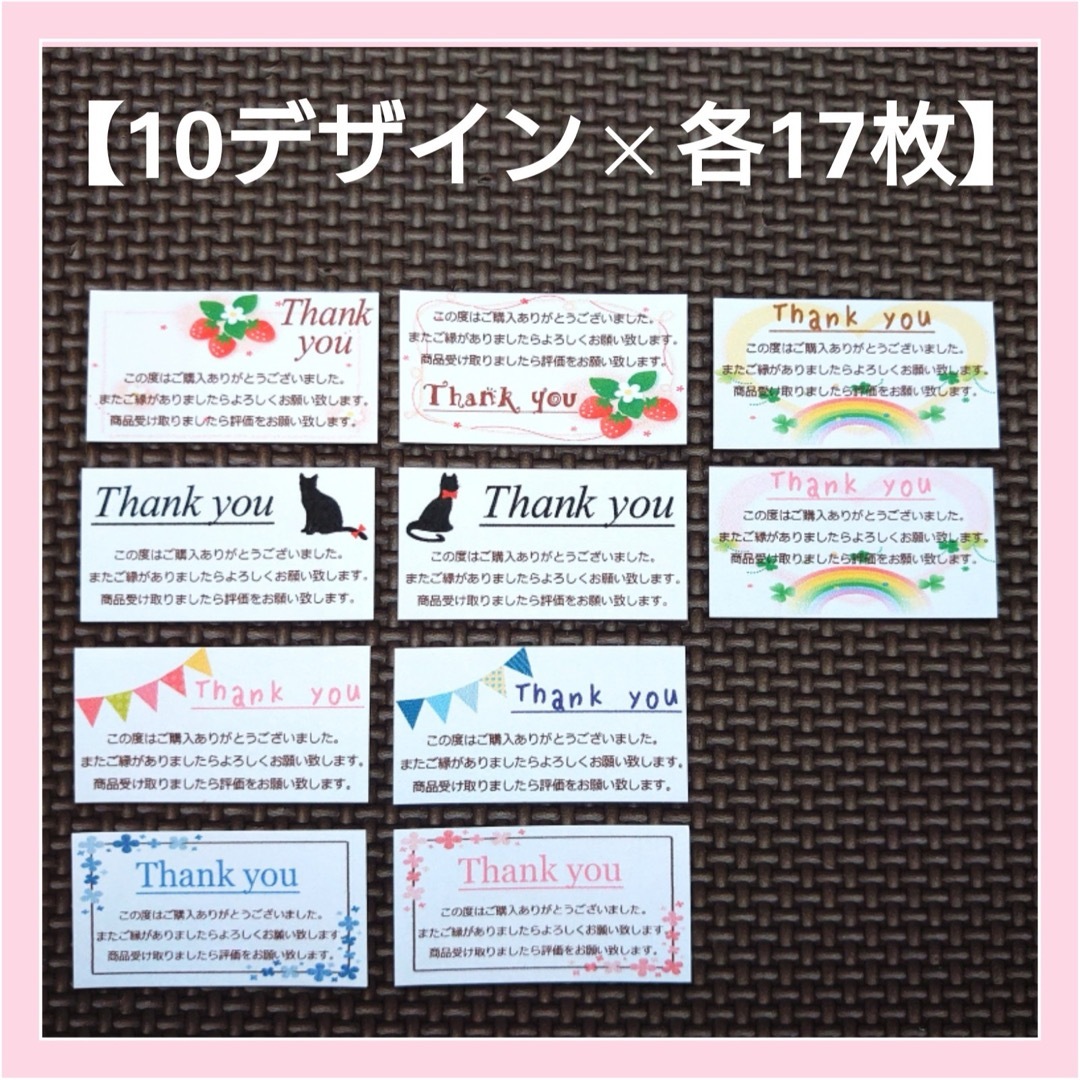 【10デザイン×各17枚】
Thank
you
この度はご購入ありがとうございました。
またご縁がありましたらよろしくお願い致します。
商品受け取りましたら評価をお願い致します。
この度はご購入ありがとうございました。
またご縁がありましたらよろしくお願い致します。
商品受け取りましたら評価をお願い致します。
Thank you
Thank you
この度はご購入ありがとうございました。
またご縁がありましたらよろしくお願い致します。
商品受け取りましたら評価をお願い致します。
Thank you
この度はご購入ありがとうございました。
またご縁がありましたらよろしくお願い致します。
商品受け取りましたら評価をお願い致します。
Thank you
この度はご購入ありがとうございました。
またご縁がありましたらよろしくお願い致します。
商品受け取りましたら評価をお願い致します。
Thank you
この度はご購入ありがとうございました。
またご縁がありましたらよろしくお願い致します。
商品受け取りましたら評価をお願い致します。
Thank you
この度はご購入ありがとうございました。
またご縁がありましたらよろしくお願い致します。
商品受け取りましたら評価をお願い致します。
Thank you
この度はご購入ありがとうございました。
またご縁がありましたらよろしくお願い致します。
商品受け取りましたら評価をお願い致します。
Thank you
この度はご購入ありがとうございました。
またご縁がありましたらよろしくお願い致します。
商品受け取りましたら評価をお願い致します。
Thank you
この度はご購入ありがとうございました。
またご縁がありましたらよろしくお願い致します。
商品受け取りましたら評価をお願い致します。